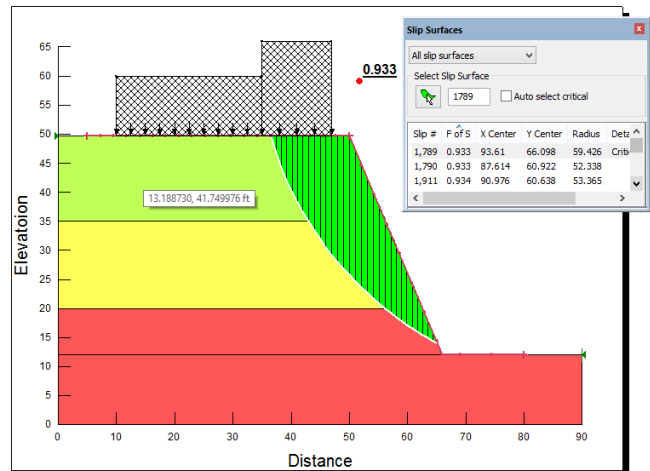 Slip Surfaces
All slip surfaces
Select Slip Surface
1789
Auto select critical
Slip # F of S X Center Y Center Radius Deta
1,789 0.933 93.61 66.098 59.426 Criti
1,790 0.933 87.614 60.922 52.338
1,911 0.934 90.976 60.638 53.365
0.933
13.188730, 41.749976 ft
Elevatoion
65
60
55
50
45
40
35
30
25
20
15
10
5
0
0 10 20 30 40 50 60 70 80 90
Distance